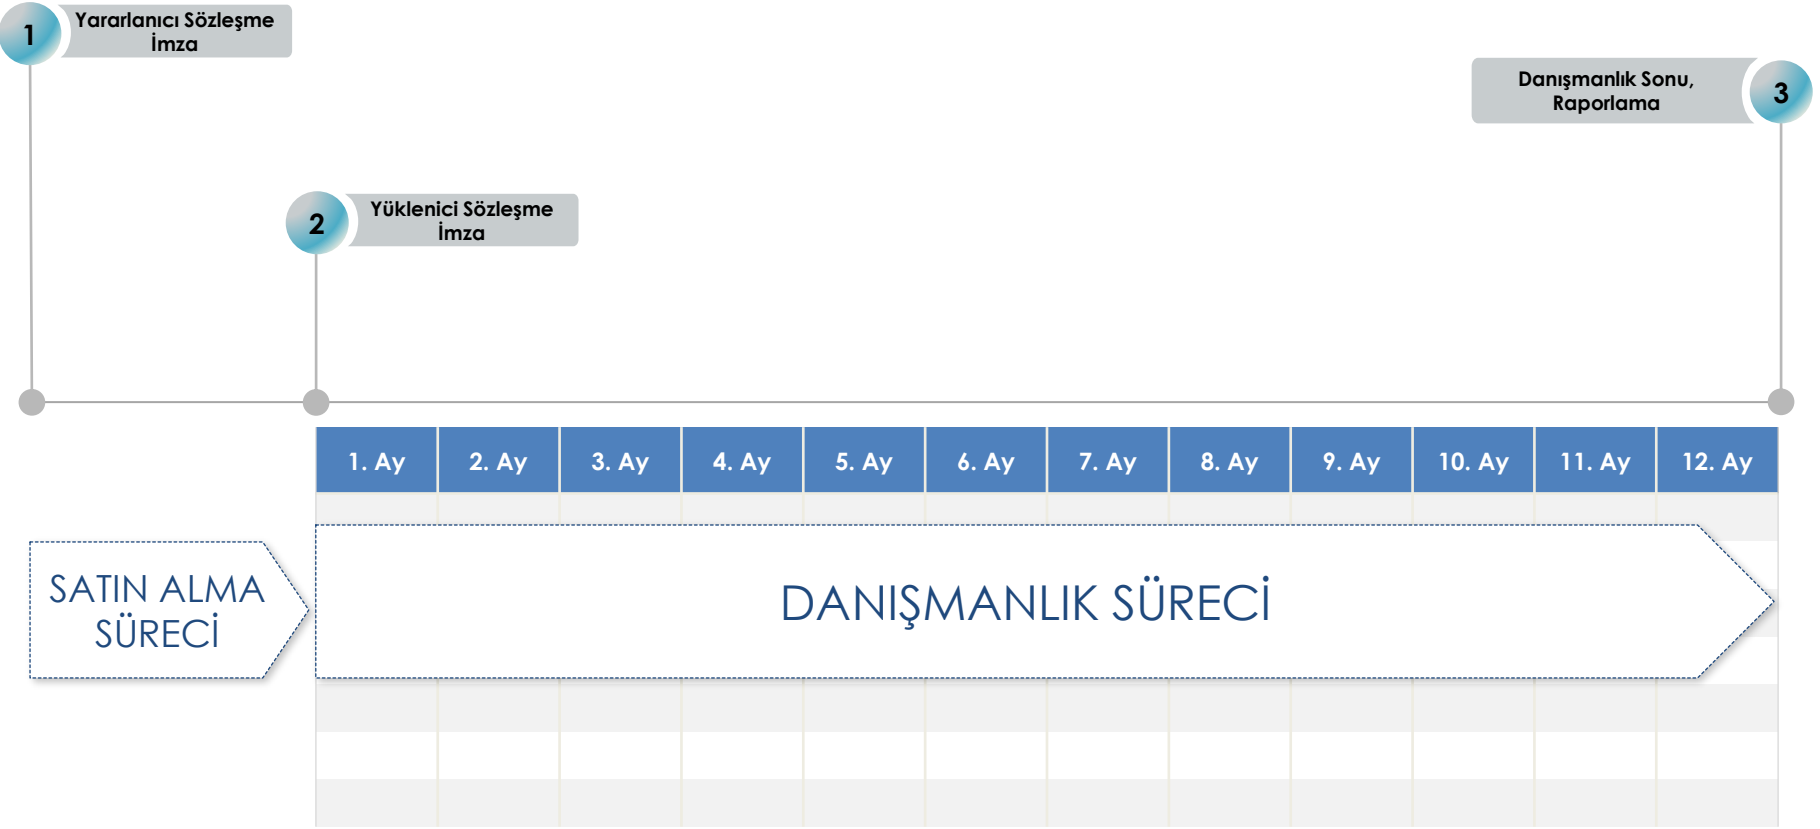 1
Yararlanıcı Sözleşme
İmza
Danışmanlık Sonu,
Raporlama
3
2
Yüklenici Sözleşme
İmza
1. Ay 2. Ay 3. Ay 4. Ay 5. Ay 6. Ay 7. Ay 8. Ay 9. Ay 10. Ay 11. Ay 12. Ay
SATIN ALMA
SÜRECİ
DANIŞMANLIK SÜRECİ